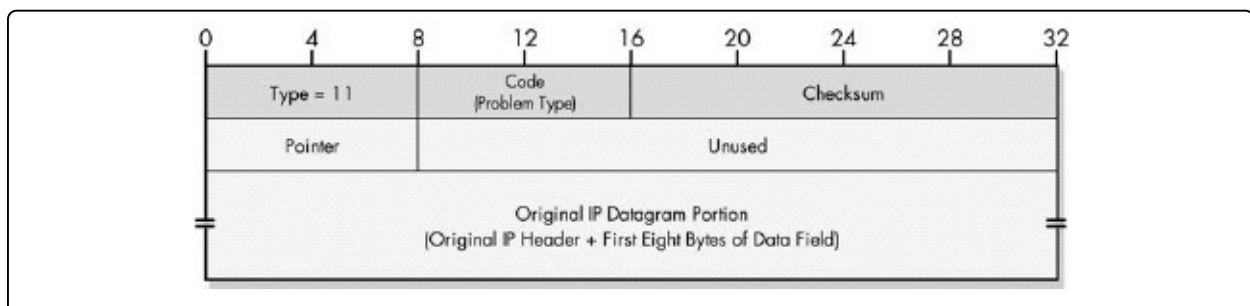 0 4 8 12 16 20 24 28 32
Type = 11 Code Checksum
(Problem Type)
Pointer Unused
Original IP Datagram Portion
(Original IP Header + First Eight Bytes of Data Field)